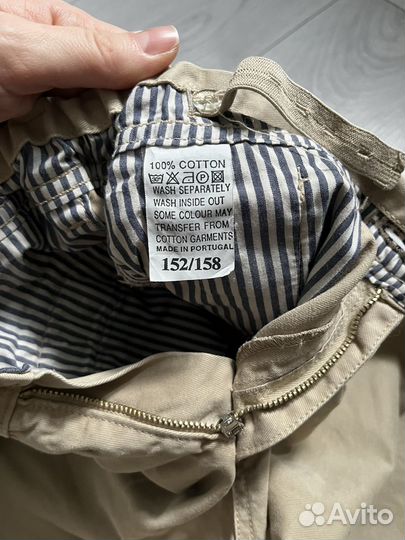 100% COTTON
WASH SEPARATELY
WASH INSIDE OUT
SOME COLOUR MAY
TRANSFER FROM
COTTON GARMENTS
MADE IN PORTUGAL
152/158
Avito